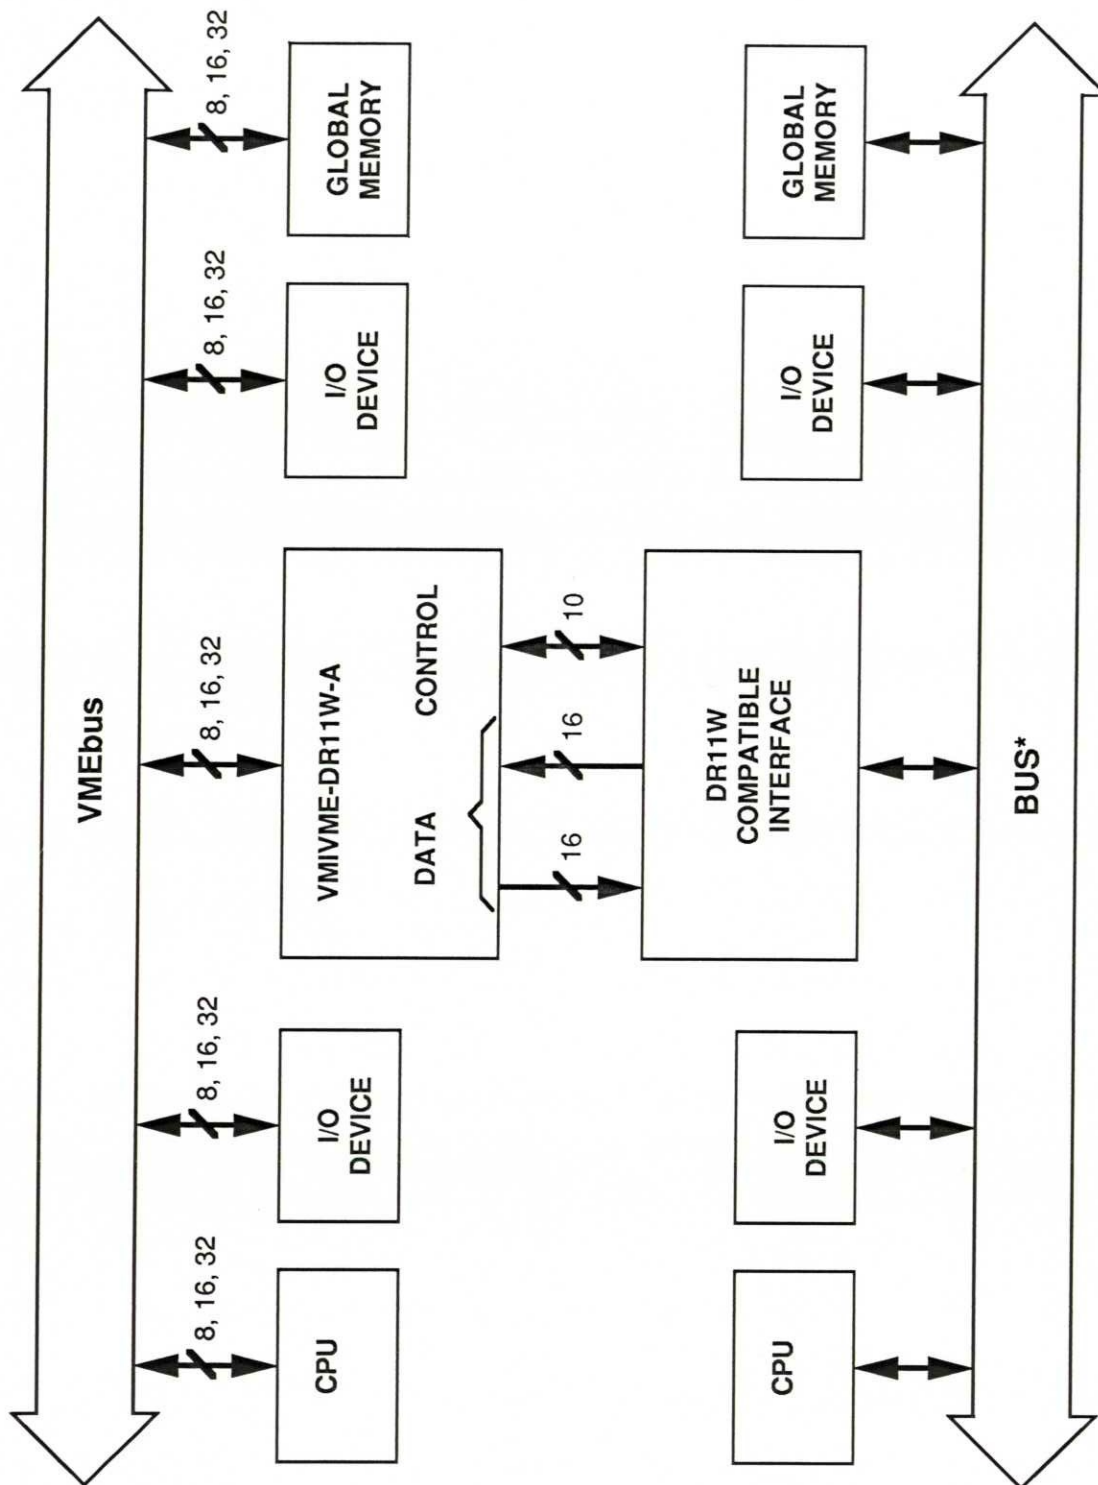 VMEbus
8, 16, 32
8, 16, 32
8, 16, 32
8, 16, 32
8, 16, 32
CPU
I/O
DEVICE
VMIVME-DR11W-A
DATA
CONTROL
I/O
DEVICE
GLOBAL
MEMORY
16
16
10
CPU
I/O
DEVICE
DR11W
COMPATIBLE
INTERFACE
I/O
DEVICE
GLOBAL
MEMORY
BUS*